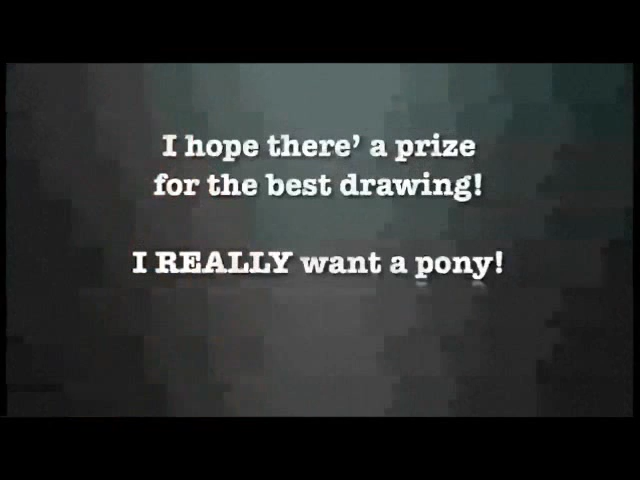 I hope there' a prize
for the best drawing!
I REALLY want a pony!